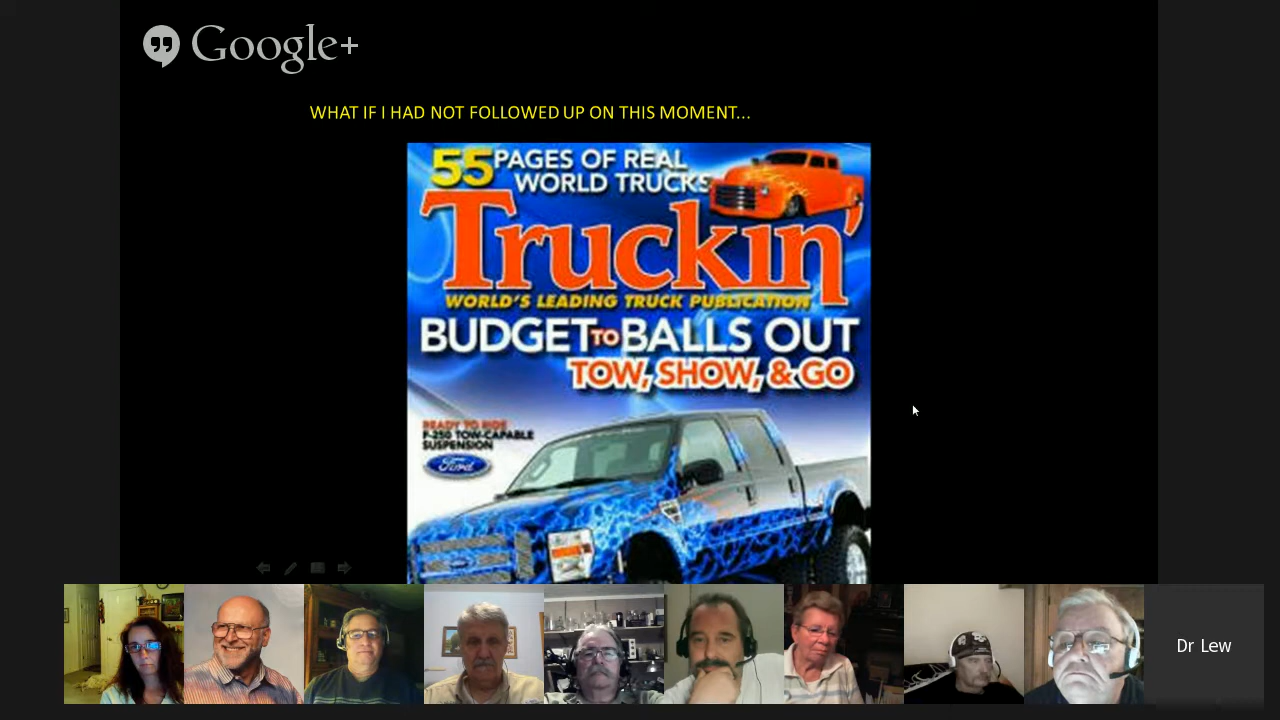 Google+
WHAT IF I HAD NOT FOLLOWED UP ON THIS MOMENT...
55 PAGES OF REAL
WORLD TRUCKS
Truckin'
WORLD'S LEADING TRUCK PUBLICATION
BUDGET TO BALLS OUT
TOW, SHOW, & GO
READY TO RIDE
F-250 TOW-CAPABLE
SUSPENSION
Ford
Dr Lew